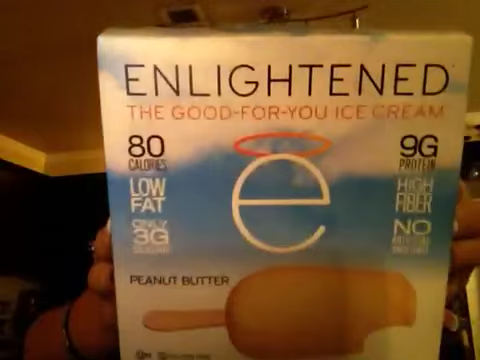 ENLIGHTENED
THE GOOD-FOR-YOU ICE CREAM
80
CALORIES
LOW
FAT
ONLY
3G
SUGARS
9G
PROTEIN
HIGH
FIBER
NO
e
PEANUT BUTTER